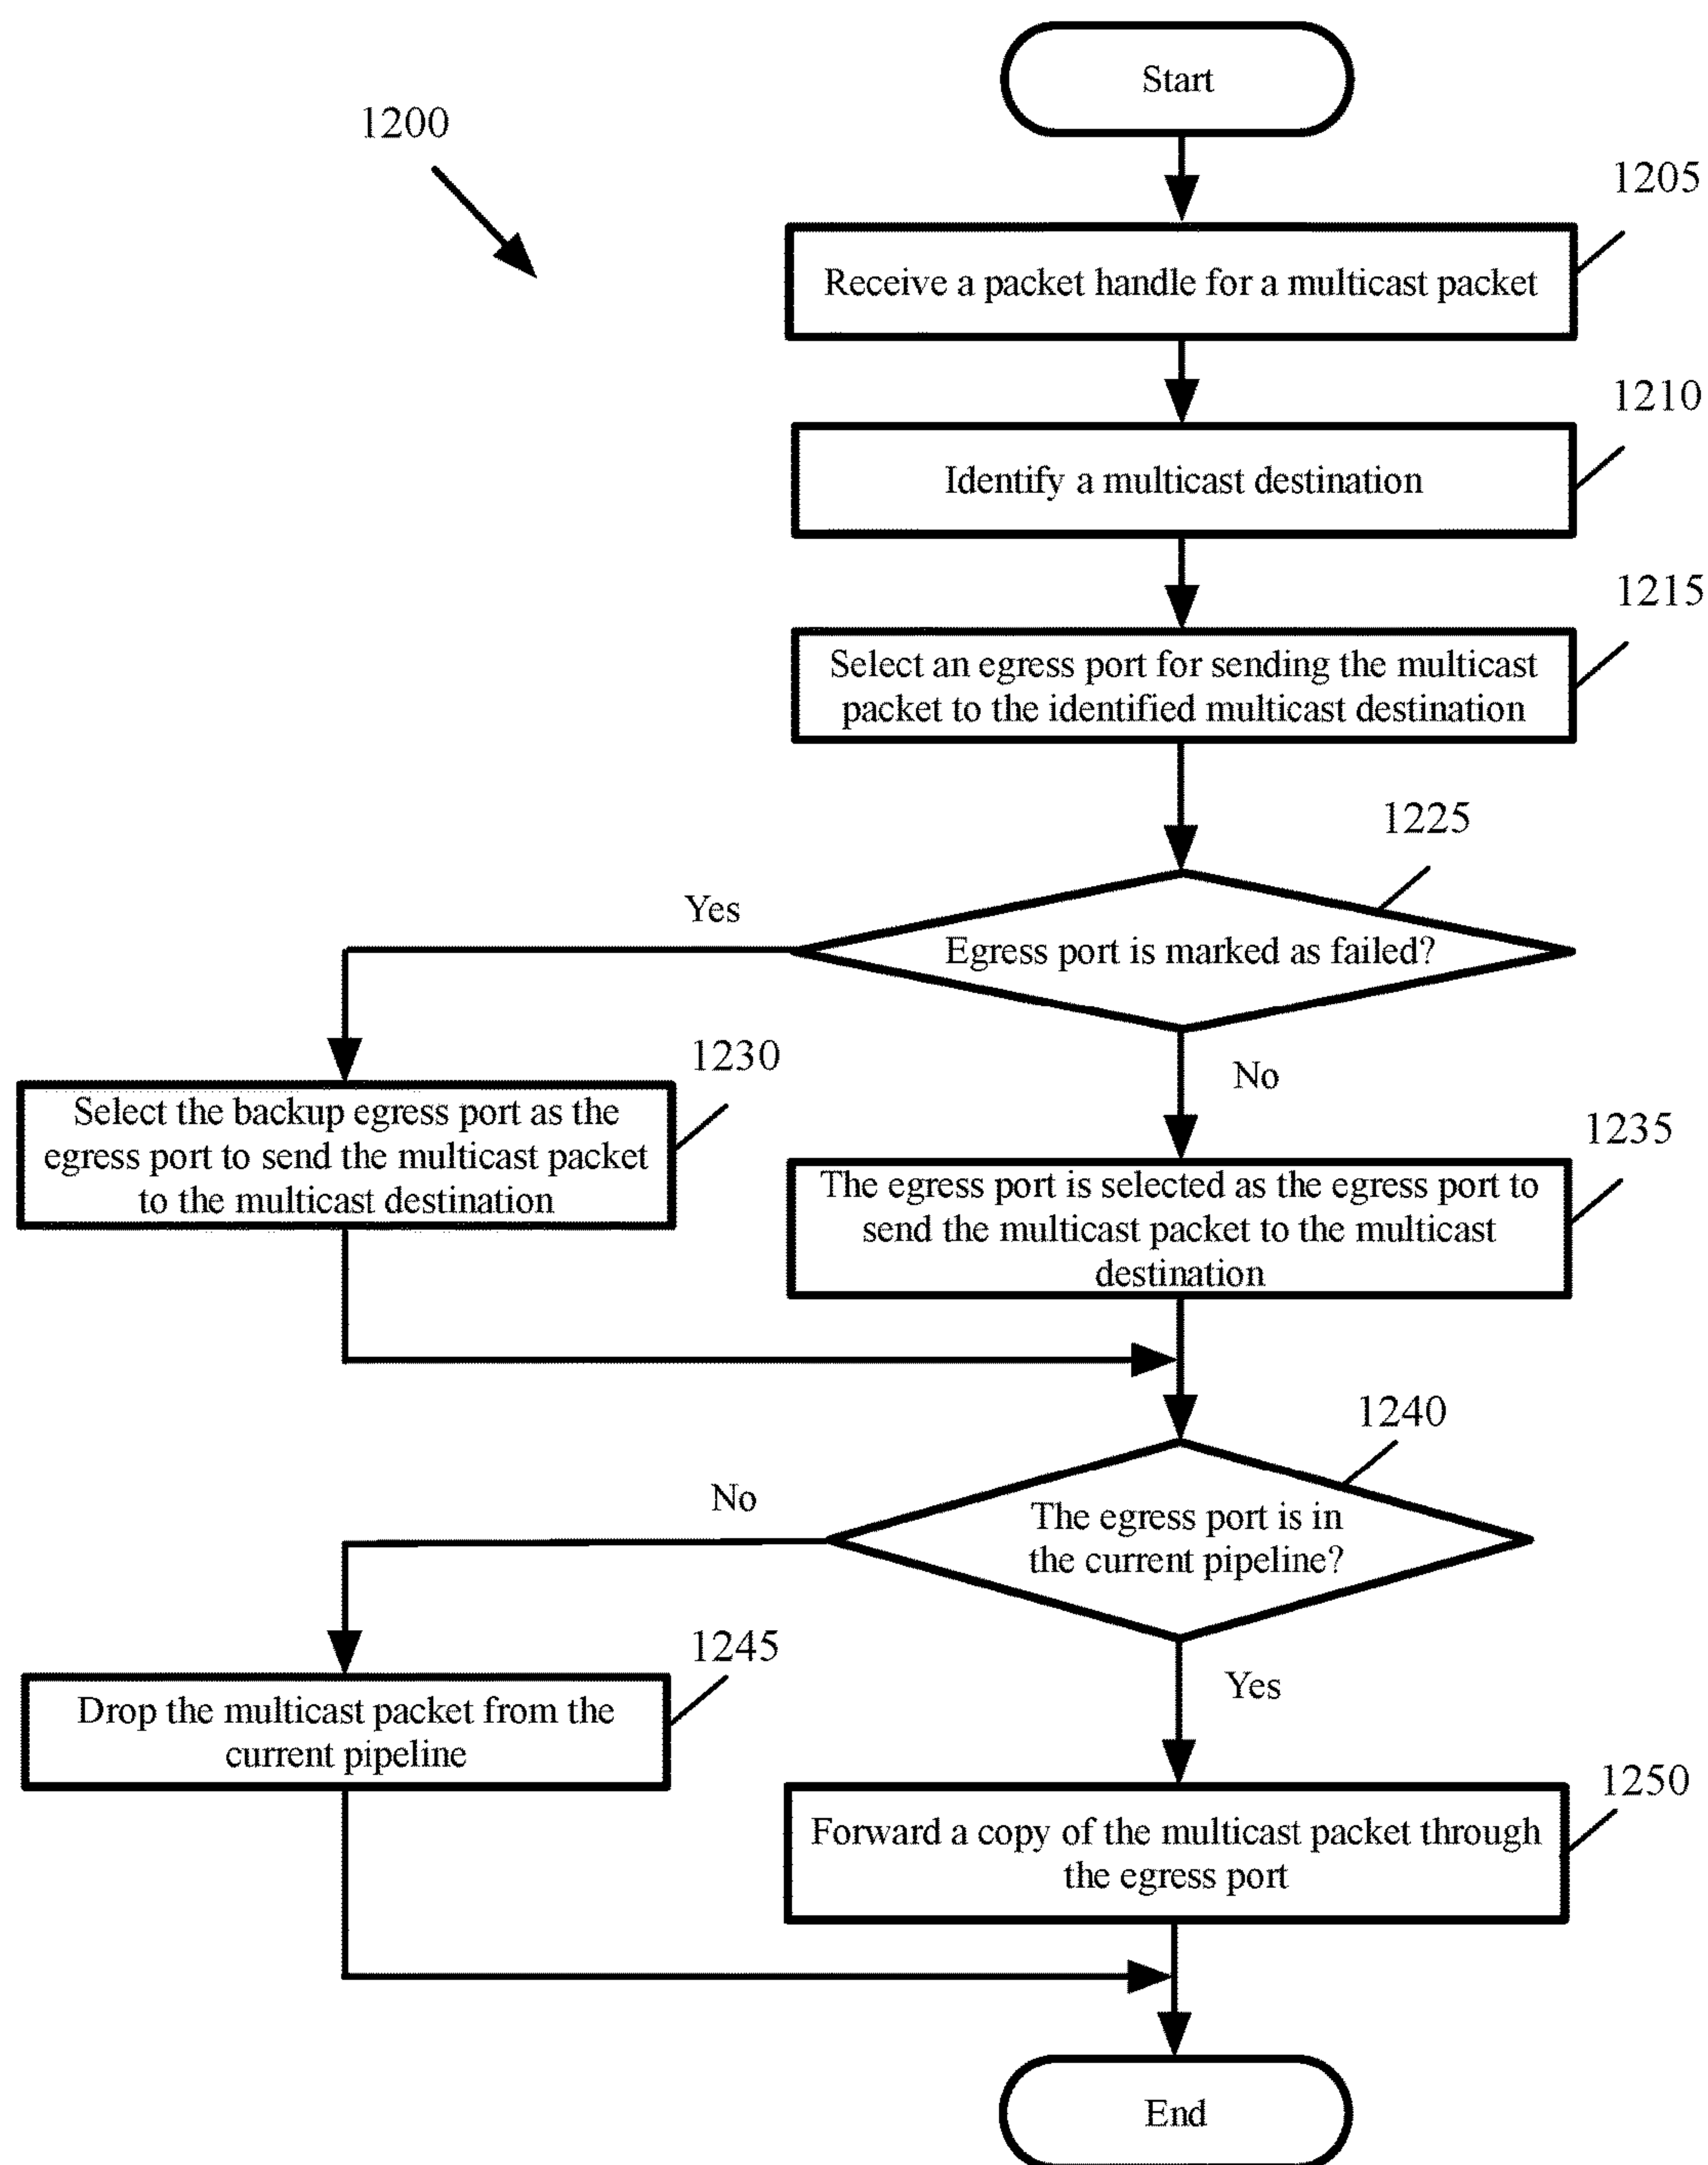 Start
1200
1205
Receive a packet handle for a multicast packet
1210
Identify a multicast destination
1215
Select an egress port for sending the multicast
packet to the identified multicast destination
1225
Yes
Egress port is marked as failed?
No
1230
Select the backup egress port as the
egress port to send the multicast packet
to the multicast destination
1235
The egress port is selected as the egress port to
send the multicast packet to the multicast
destination
1240
No
The egress port is in
the current pipeline?
Yes
1245
Drop the multicast packet from the
current pipeline
1250
Forward a copy of the multicast packet through
the egress port
End